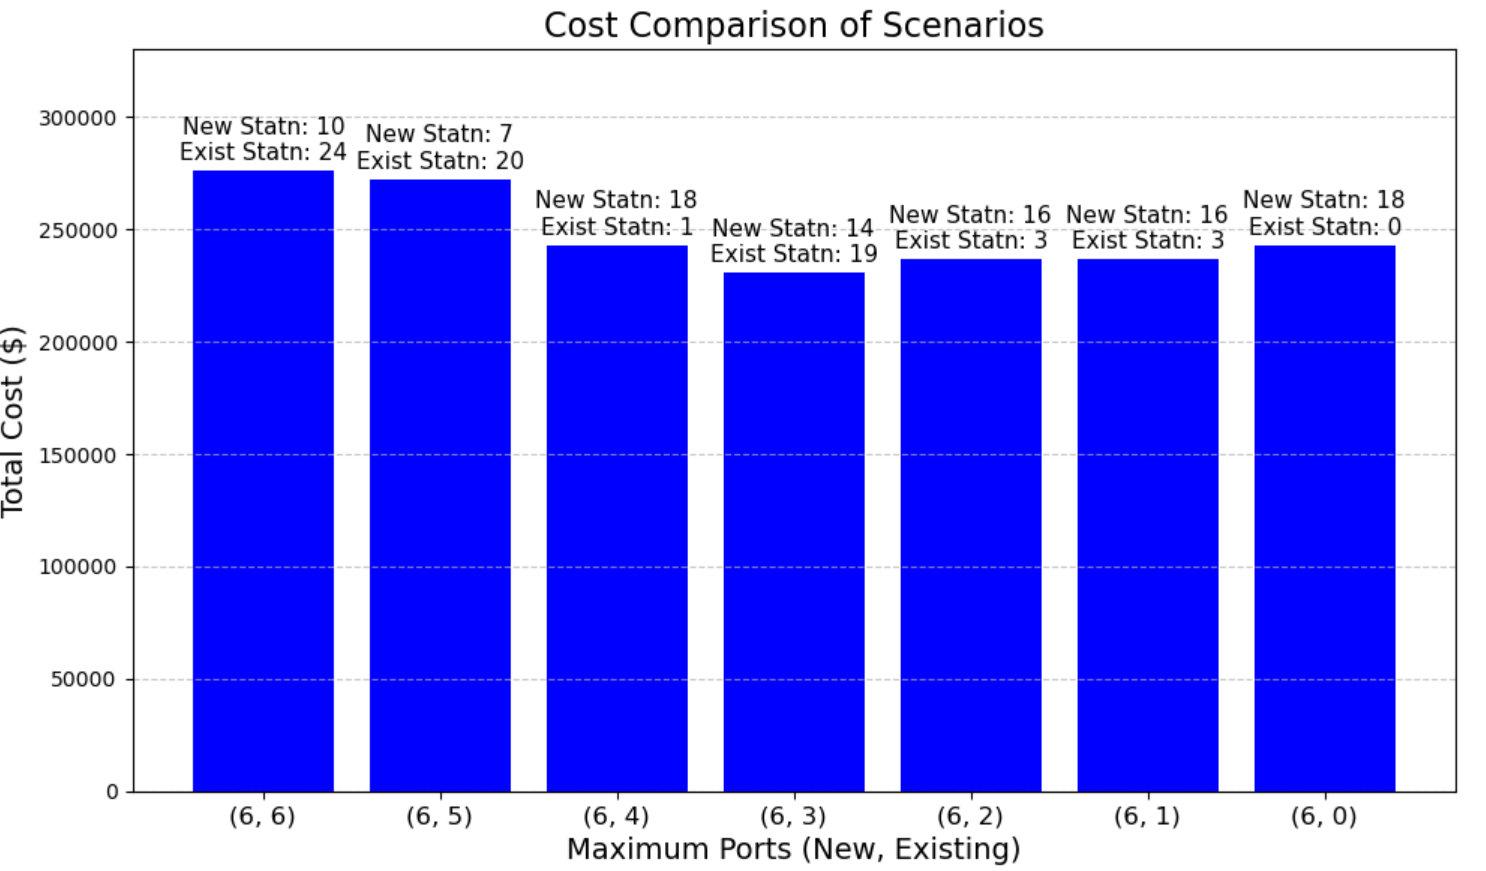 Cost Comparison of Scenarios
300000
250000
200000
150000
100000
50000
0
Total Cost ($)
New Statn: 10
Exist Statn: 24
New Statn: 7
Exist Statn: 20
New Statn: 18
Exist Statn: 1
New Statn: 14
Exist Statn: 19
New Statn: 16
Exist Statn: 3
New Statn: 16
Exist Statn: 3
New Statn: 18
Exist Statn: 0
(6, 6)
(6, 5)
(6, 4)
(6, 3)
(6, 2)
(6, 1)
(6, 0)
Maximum Ports (New, Existing)